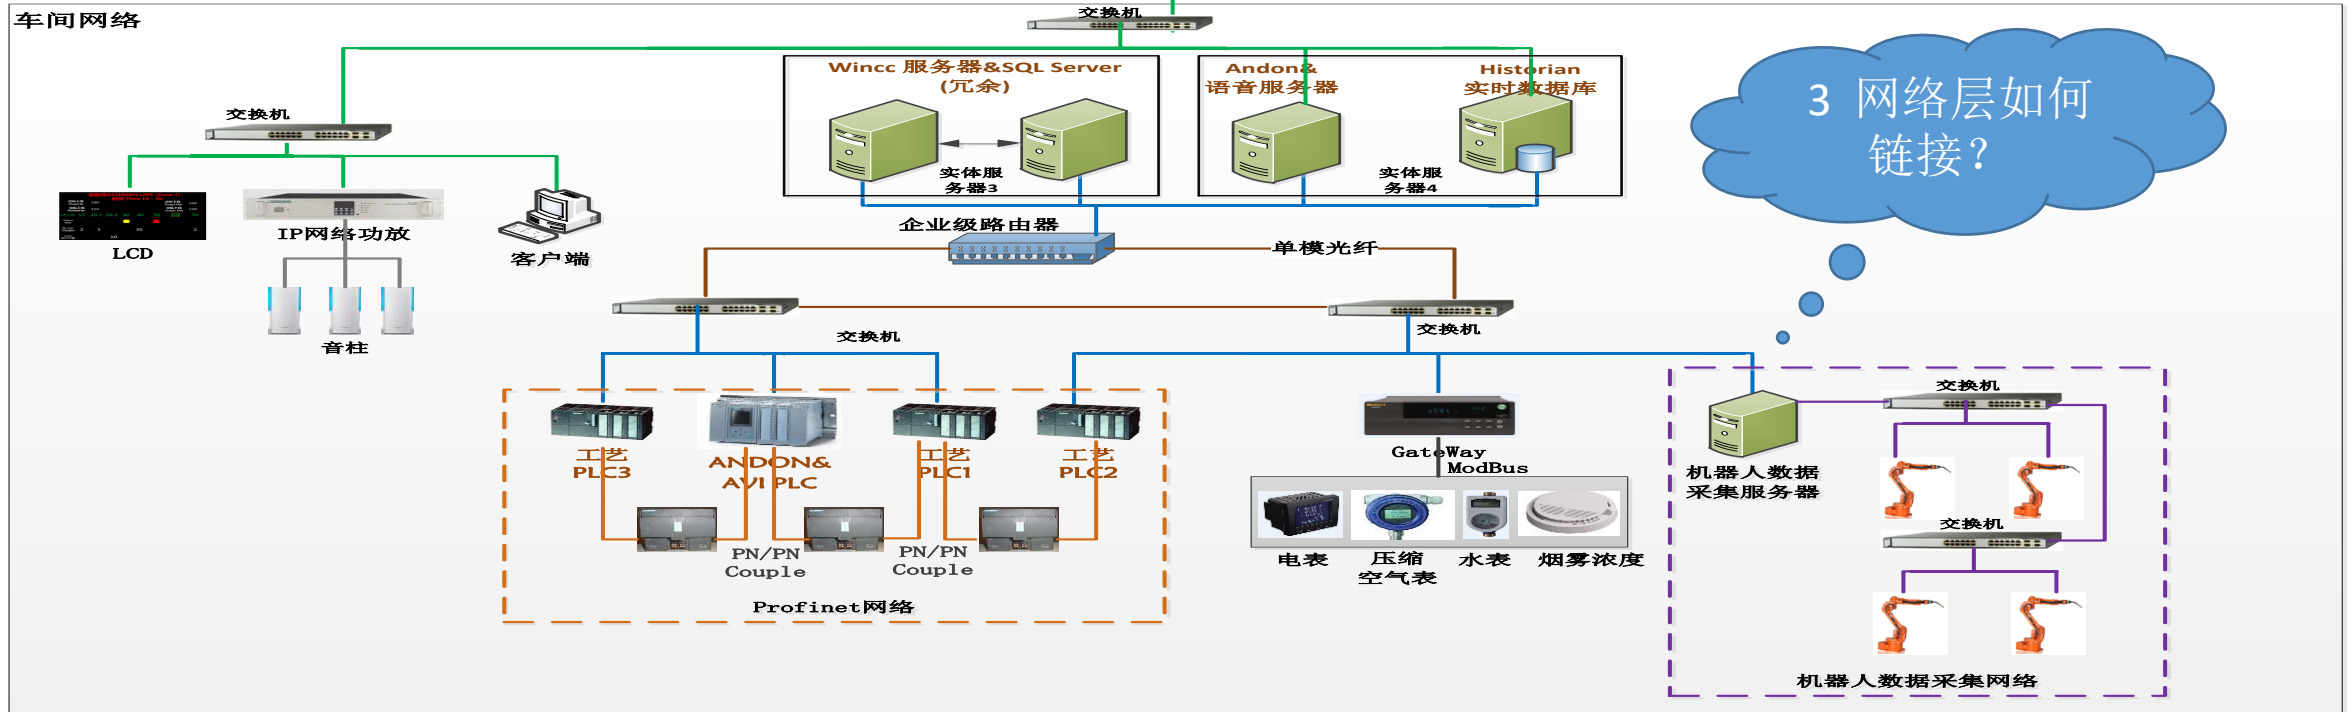 车间网络
交换机
Wincc 服务器&SQL Server
(冗余)
实体服
务器3
Andon&
语音服务器
Historian
实时数据库
实体服
务器4
3 网络层如何
链接?
交换机
LCD
IP网络功放
客户端
音柱
企业级路由器
单模光纤
交换机
交换机
工艺
PLC3
ANDON&
AVI PLC
工艺
PLC1
工艺
PLC2
PN/PN
Couple
PN/PN
Couple
Profinet网络
GateWay
ModBus
电表
压缩
空气表
水表
烟雾浓度
机器人数据
采集服务器
交换机
交换机
机器人数据采集网络